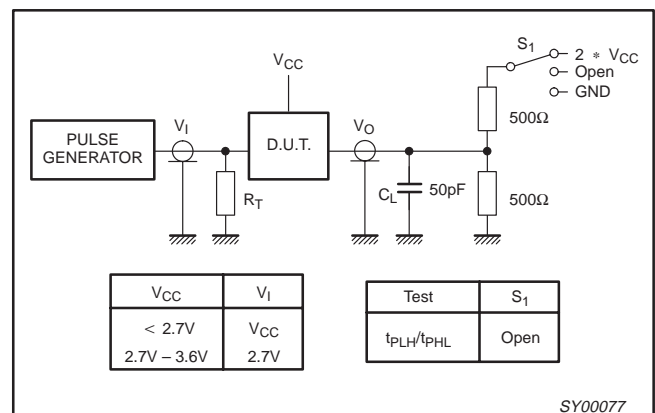 S1
2 * VCC
Open
GND
VCC
500Ω
PULSE
GENERATOR
VI
D.U.T.
VO
RT
CL
50pF
500Ω
VCC VI
< 2.7V VCC
2.7V – 3.6V 2.7V
Test S1
tPLH/tPHL Open
SY00077